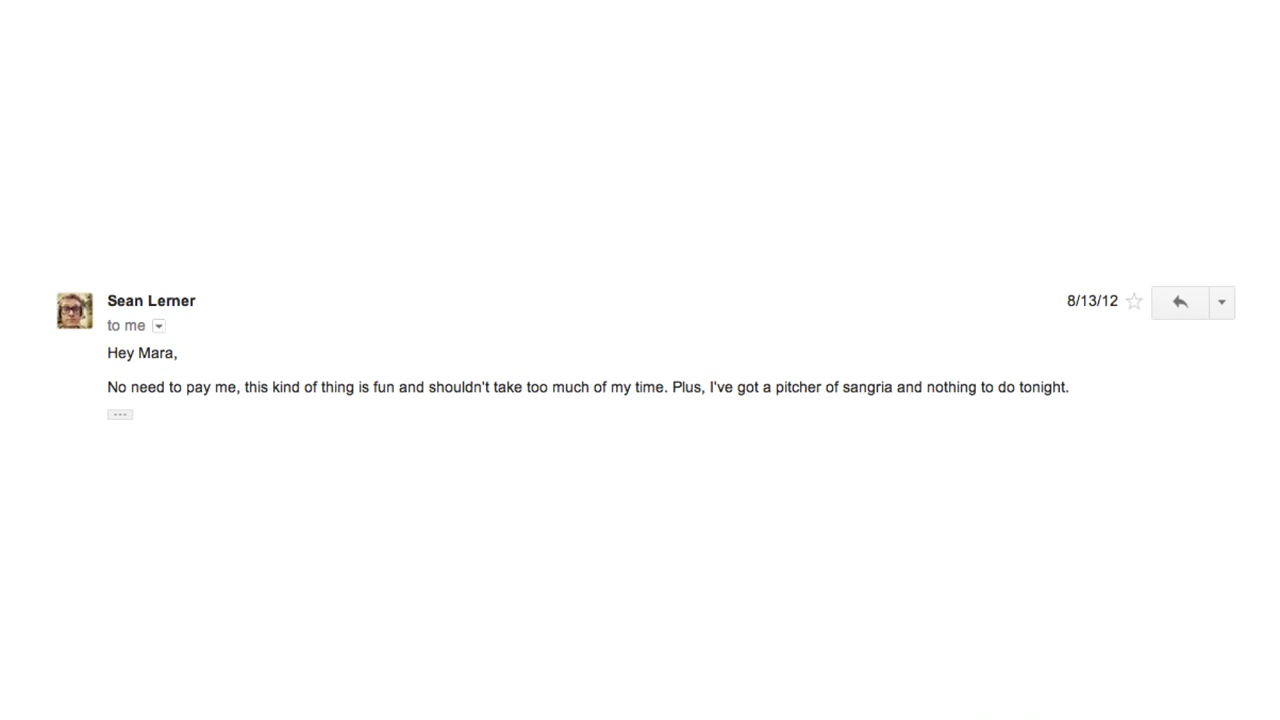 Sean Lerner 8/13/12
to me
Hey Mara,
No need to pay me, this kind of thing is fun and shouldn't take too much of my time. Plus, I've got a pitcher of sangria and nothing to do tonight.